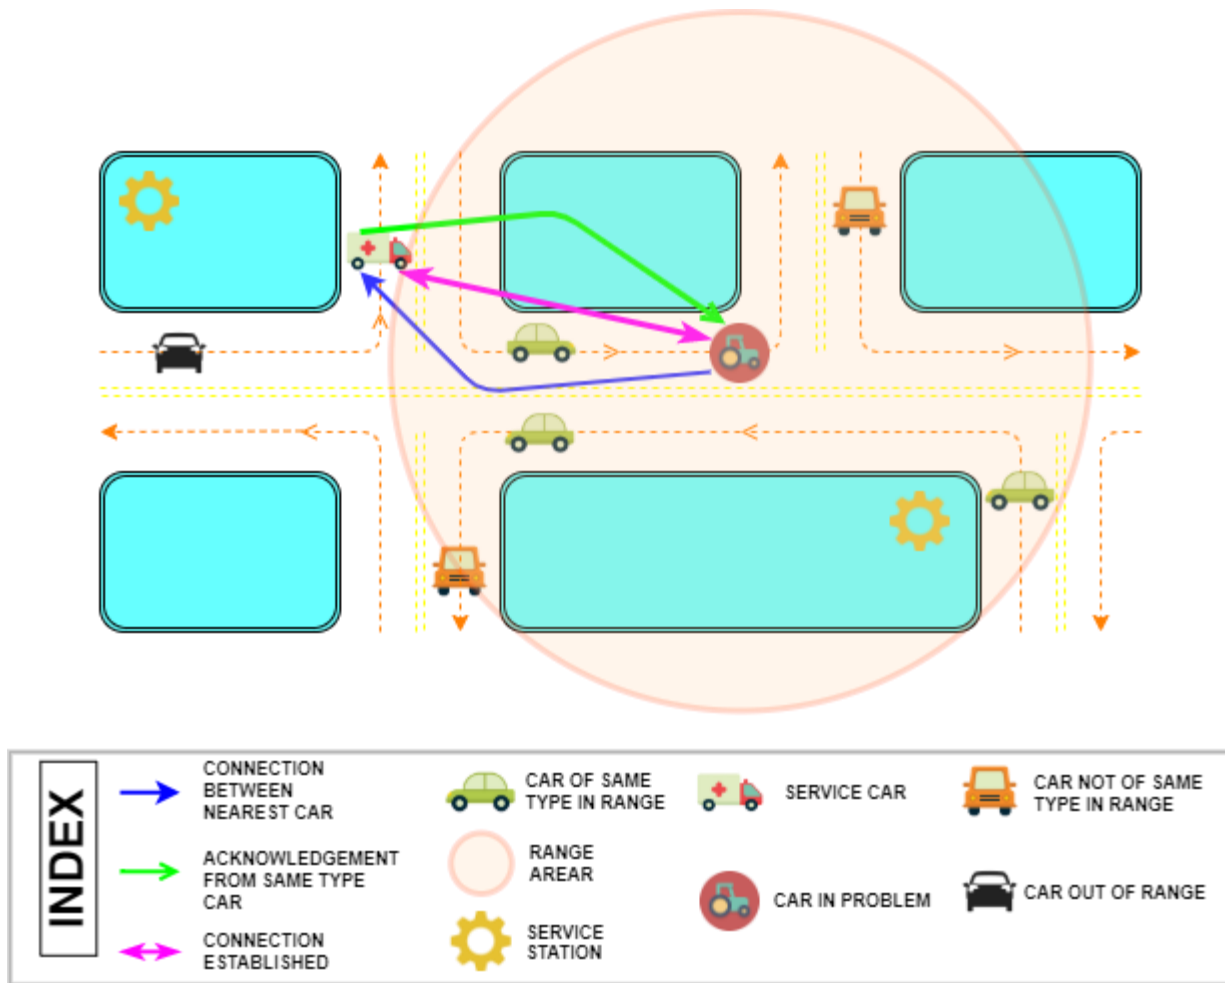 INDEX
CONNECTION
BETWEEN
NEAREST CAR
ACKNOWLEDGEMENT
FROM SAME TYPE
CAR
CONNECTION
ESTABLISHED
CAR OF SAME
TYPE IN RANGE
RANGE
AREAR
SERVICE
STATION
SERVICE CAR
CAR IN PROBLEM
CAR NOT OF SAME
TYPE IN RANGE
CAR OUT OF RANGE